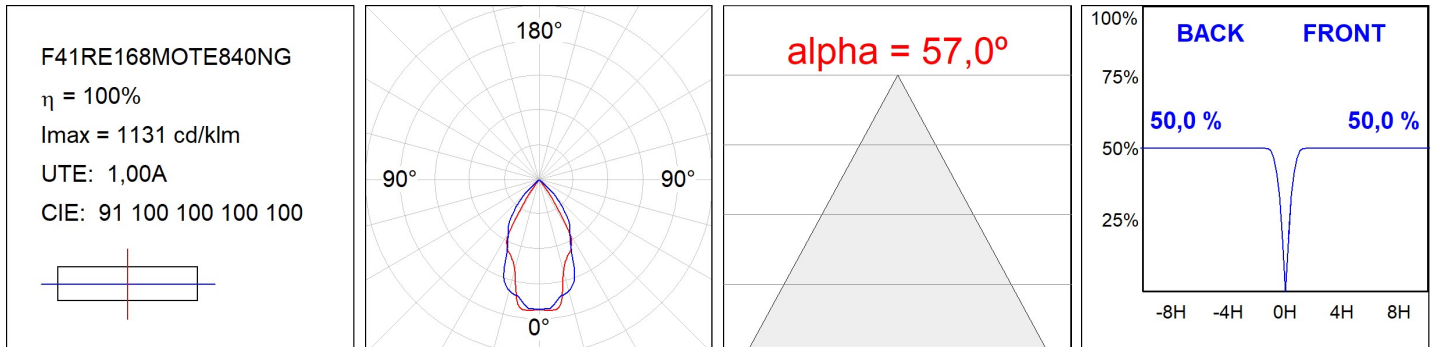 F41RE168MOTE840NG
η = 100%
Imax = 1131 cd/klm
UTE: 1,00A
CIE: 91 100 100 100 100
180°
90° 90°
0°
alpha = 57,0º
100%
BACK FRONT
75%
50,0 % 50,0 %
50%
25%
-8H -4H 0H 4H 8H